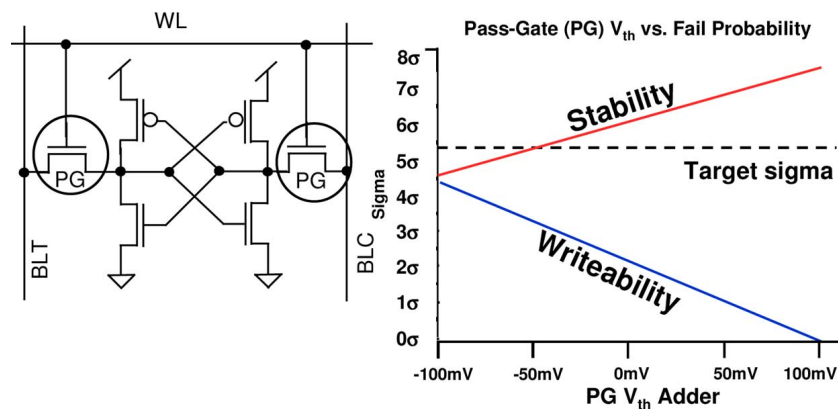 WL
PG
PG
BLT
BLC
Pass-Gate (PG) Vth vs. Fail Probability
8σ
7σ
6σ
5σ
4σ
3σ
2σ
1σ
0σ
Sigma
Stability
Target sigma
Writeability
-100mV
-50mV
0mV
50mV
100mV
PG Vth Adder